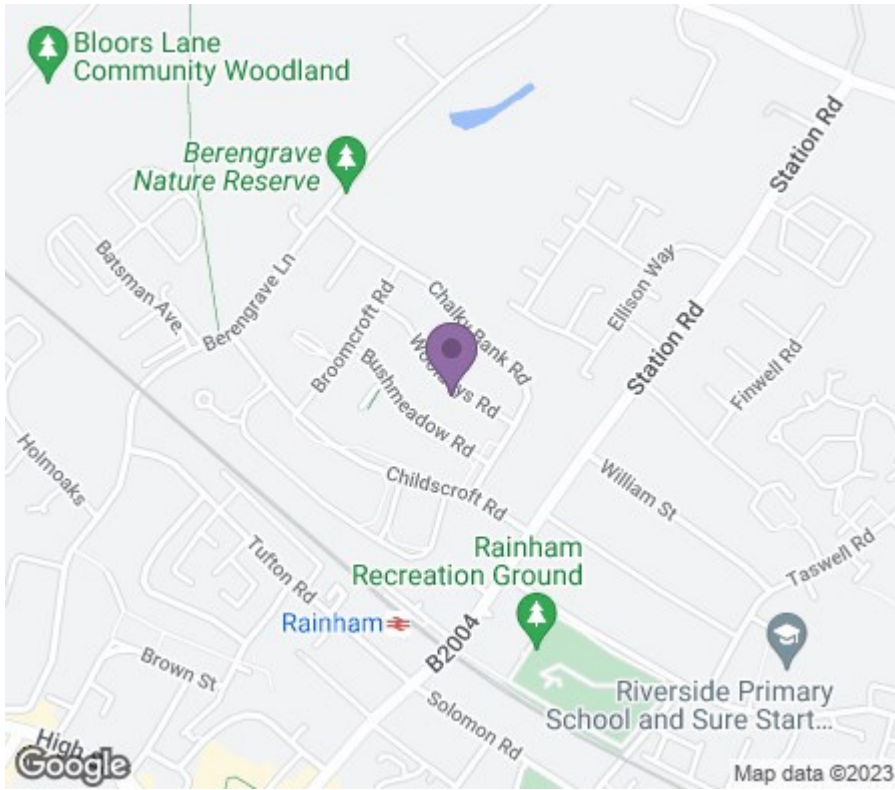 Bloors Lane
Community Woodland
Station Rd
Berengrave
Nature Reserve
Batsman Ave.
Berengrave Ln
Ellison Way
Chalky Bank Rd
Broomcroft Rd
Station Rd
Finwell Rd
Bushmeadow Rd
Holmoaks
Childscroft Rd
William St
Rainham
Recreation Ground
Taswell Rd
Tufton Rd
Rainham
B2004
Brown St
Riverside Primary
School and Sure Start...
Solomon Rd
High
Google
Map data ©2023